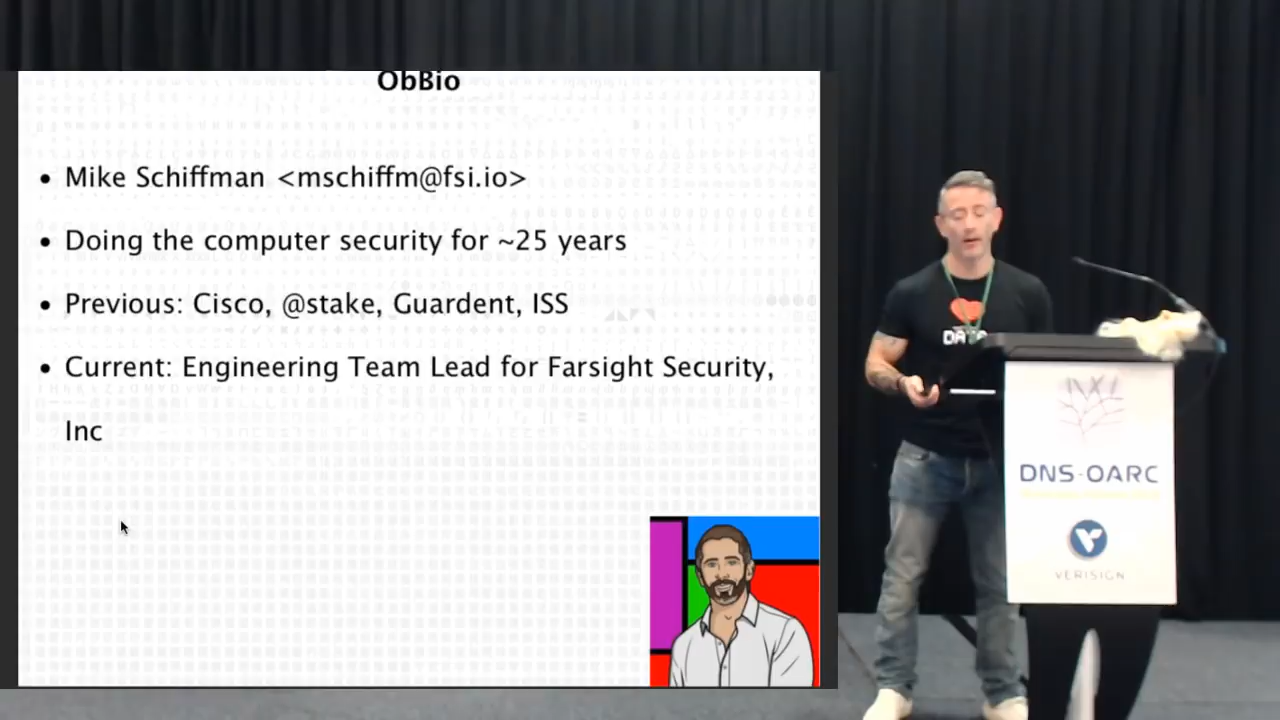 ObBio
• Mike Schiffman <mschiffm@fsi.io>
• Doing the computer security for ~25 years
• Previous: Cisco, @stake, Guardent, ISS
• Current: Engineering Team Lead for Farsight Security,
Inc
DATA
DNS-OARC
VERISIGN